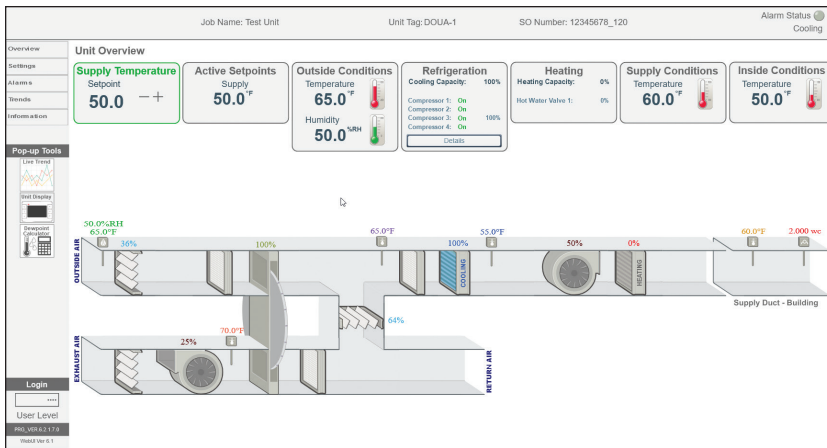 Job Name: Test Unit
Unit Tag: DOUA-1
SO Number: 12345678_120
Alarm Status
Cooling
Overview
Settings
Alarms
Trends
Information
Pop-up Tools
Live Trend
Unit Display
Dewpoint
Calculator
Login
....
User Level
PRG_VER 6.2.17.0
WebUI Ver 6.1
Unit Overview
Supply Temperature
Setpoint
50.0 — +
Active Setpoints
Supply
50.0 °F
Outside Conditions
Temperature
65.0 °F
Humidity
50.0 %RH
Refrigeration
Cooling Capacity: 100%
Compressor 1: On
Compressor 2: On
Compressor 3: On 100%
Compressor 4: On
Details
Heating
Heating Capacity: 0%
Hot Water Valve 1: 0%
Supply Conditions
Temperature
60.0 °F
Inside Conditions
Temperature
50.0 °F
50.0%RH
65.0°F
36%
100%
65.0°F
100%
55.0°F
50%
0%
60.0°F
2.000 wc
OUTSIDE AIR
COOLING
HEATING
Supply Duct - Building
64%
70.0°F
25%
EXHAUST AIR
RETURN AIR